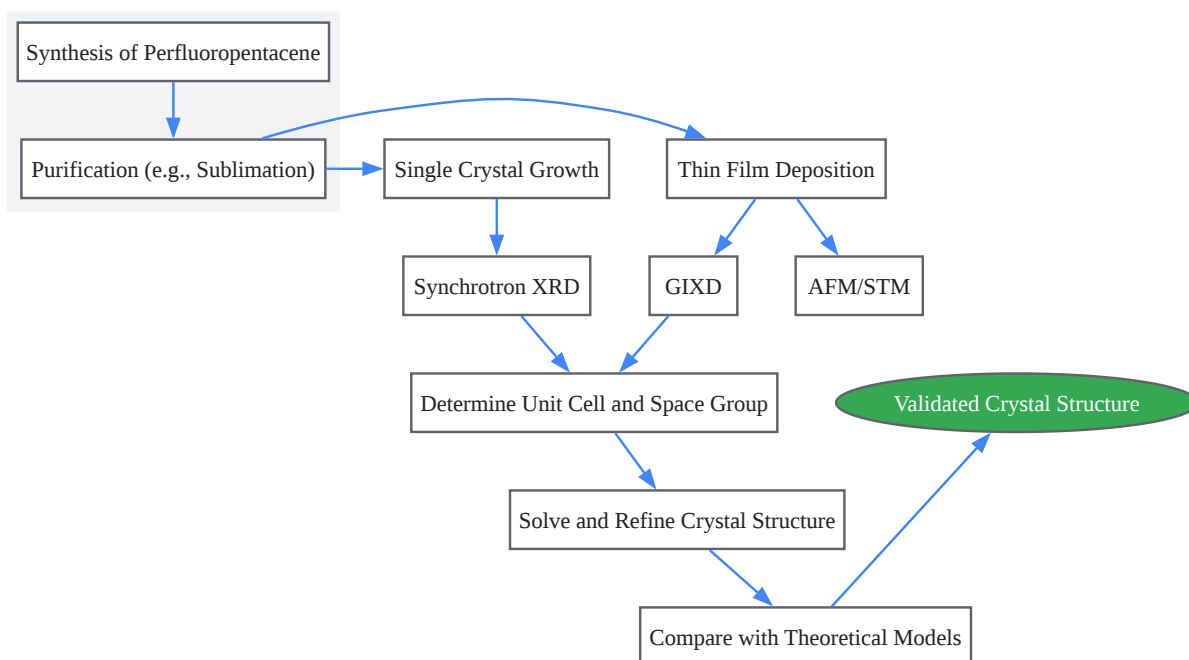 Synthesis of Perfluoropentacene
Purification (e.g., Sublimation)
Single Crystal Growth
Thin Film Deposition
Synchrotron XRD
GIXD
AFM/STM
Determine Unit Cell and Space Group
Validated Crystal Structure
Solve and Refine Crystal Structure
Compare with Theoretical Models